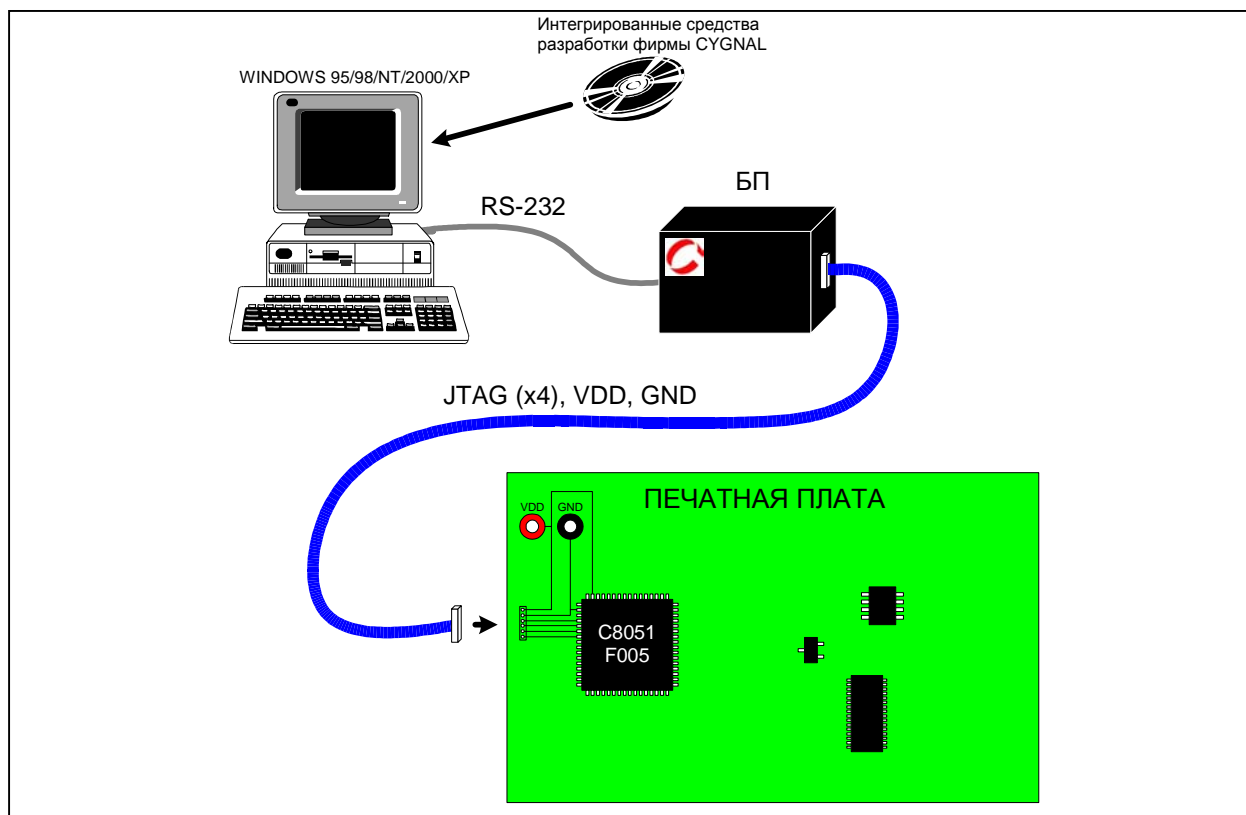 Интегрированные средства
разработки фирмы CYGNAL
WINDOWS 95/98/NT/2000/XP
БП
RS-232
JTAG (x4), VDD, GND
ПЕЧАТНАЯ ПЛАТА
VDD
GND
C8051
F005